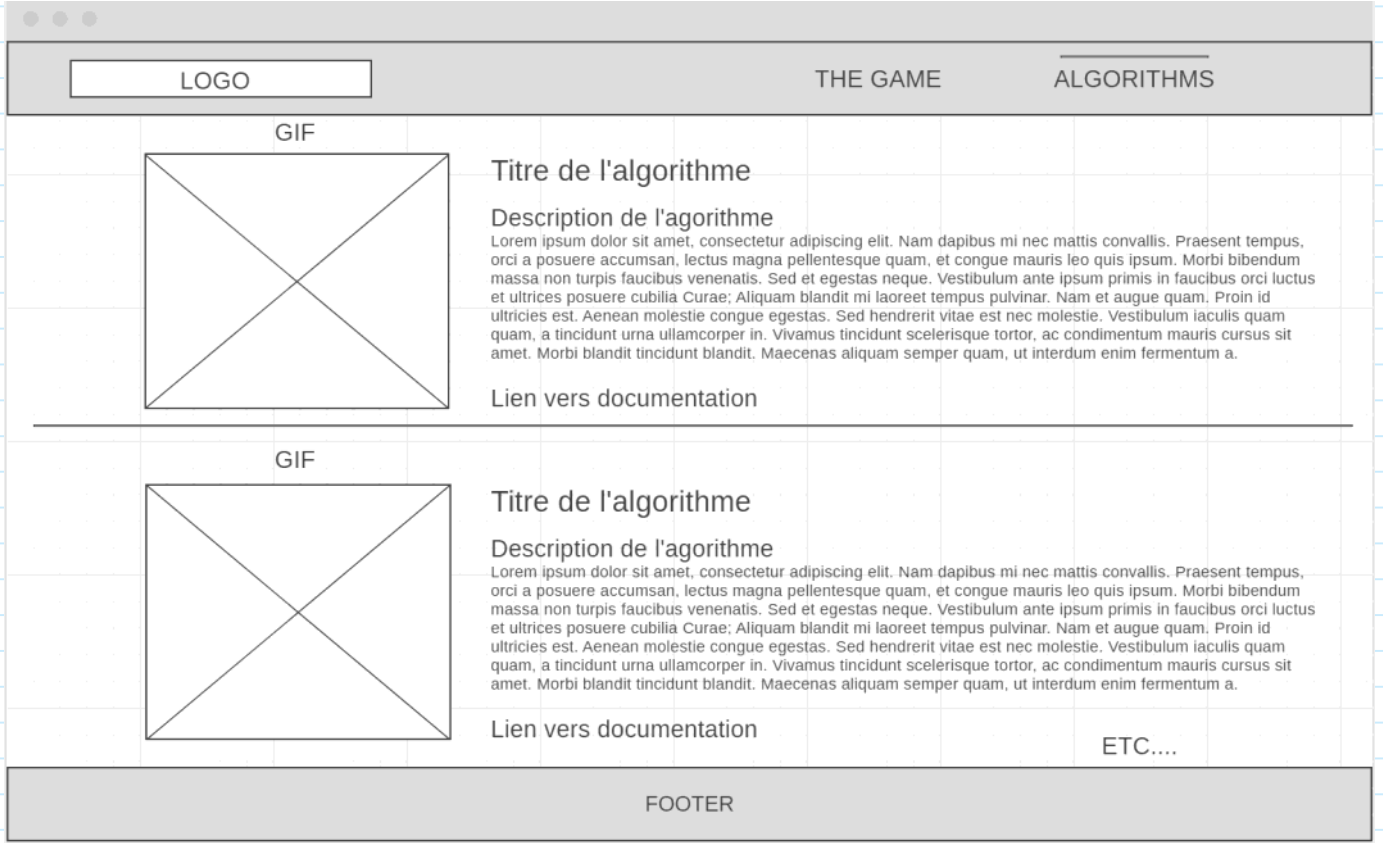 LOGO
THE GAME
ALGORITHMS
GIF
Titre de l'algorithme
Description de l'agorithme
Lorem ipsum dolor sit amet, consectetur adipiscing elit. Nam dapibus mi nec mattis convallis. Praesent tempus,
orci a posuere accumsan, lectus magna pellentesque quam, et congue mauris leo quis ipsum. Morbi bibendum
massa non turpis faucibus venenatis. Sed et egestas neque. Vestibulum ante ipsum primis in faucibus orci luctus
et ultrices posuere cubilia Curae; Aliquam blandit mi laoreet tempus pulvinar. Nam et augue quam. Proin id
ultricies est. Aenean molestie congue egestas. Sed hendrerit vitae est nec molestie. Vestibulum iaculis quam
quam, a tincidunt urna ullamcorper in. Vivamus tincidunt scelerisque tortor, ac condimentum mauris cursus sit
amet. Morbi blandit tincidunt blandit. Maecenas aliquam semper quam, ut interdum enim fermentum a.
Lien vers documentation
GIF
Titre de l'algorithme
Description de l'agorithme
Lorem ipsum dolor sit amet, consectetur adipiscing elit. Nam dapibus mi nec mattis convallis. Praesent tempus,
orci a posuere accumsan, lectus magna pellentesque quam, et congue mauris leo quis ipsum. Morbi bibendum
massa non turpis faucibus venenatis. Sed et egestas neque. Vestibulum ante ipsum primis in faucibus orci luctus
et ultrices posuere cubilia Curae; Aliquam blandit mi laoreet tempus pulvinar. Nam et augue quam. Proin id
ultricies est. Aenean molestie congue egestas. Sed hendrerit vitae est nec molestie. Vestibulum iaculis quam
quam, a tincidunt urna ullamcorper in. Vivamus tincidunt scelerisque tortor, ac condimentum mauris cursus sit
amet. Morbi blandit tincidunt blandit. Maecenas aliquam semper quam, ut interdum enim fermentum a.
Lien vers documentation
ETC....
FOOTER